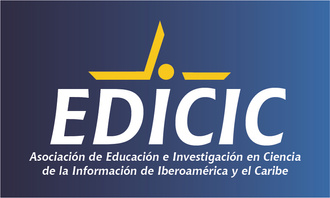 EDICIC
Asociación de Educación e Investigación en Ciencia
de la Información de Iberoamérica y el Caribe